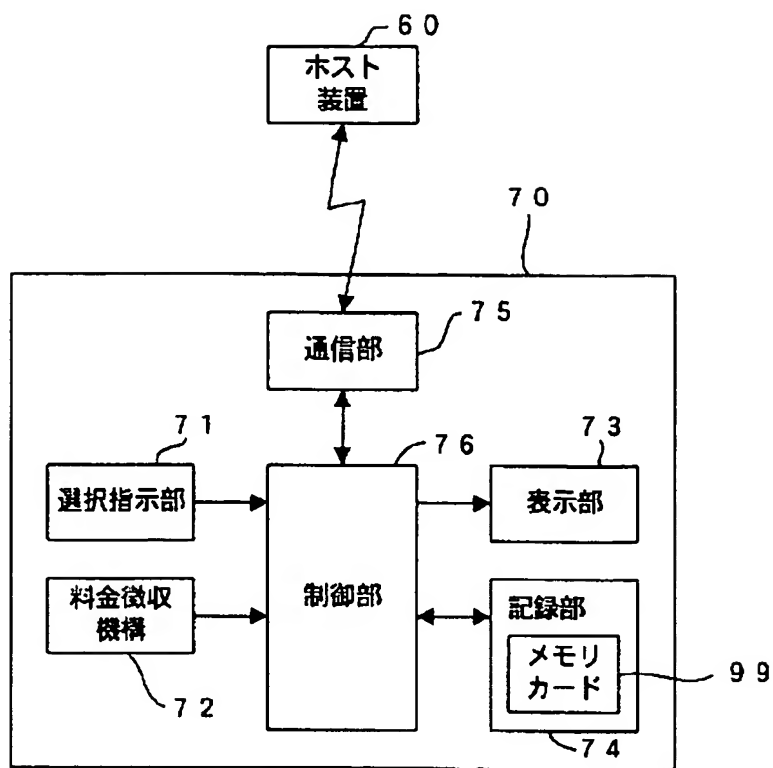 ６０
ホスト
装置
７０
７５
通信部
７１
選択指示部
７６
７３
表示部
料金徴収
機構
７２
制御部
記録部
メモリ
カード
９９
７４